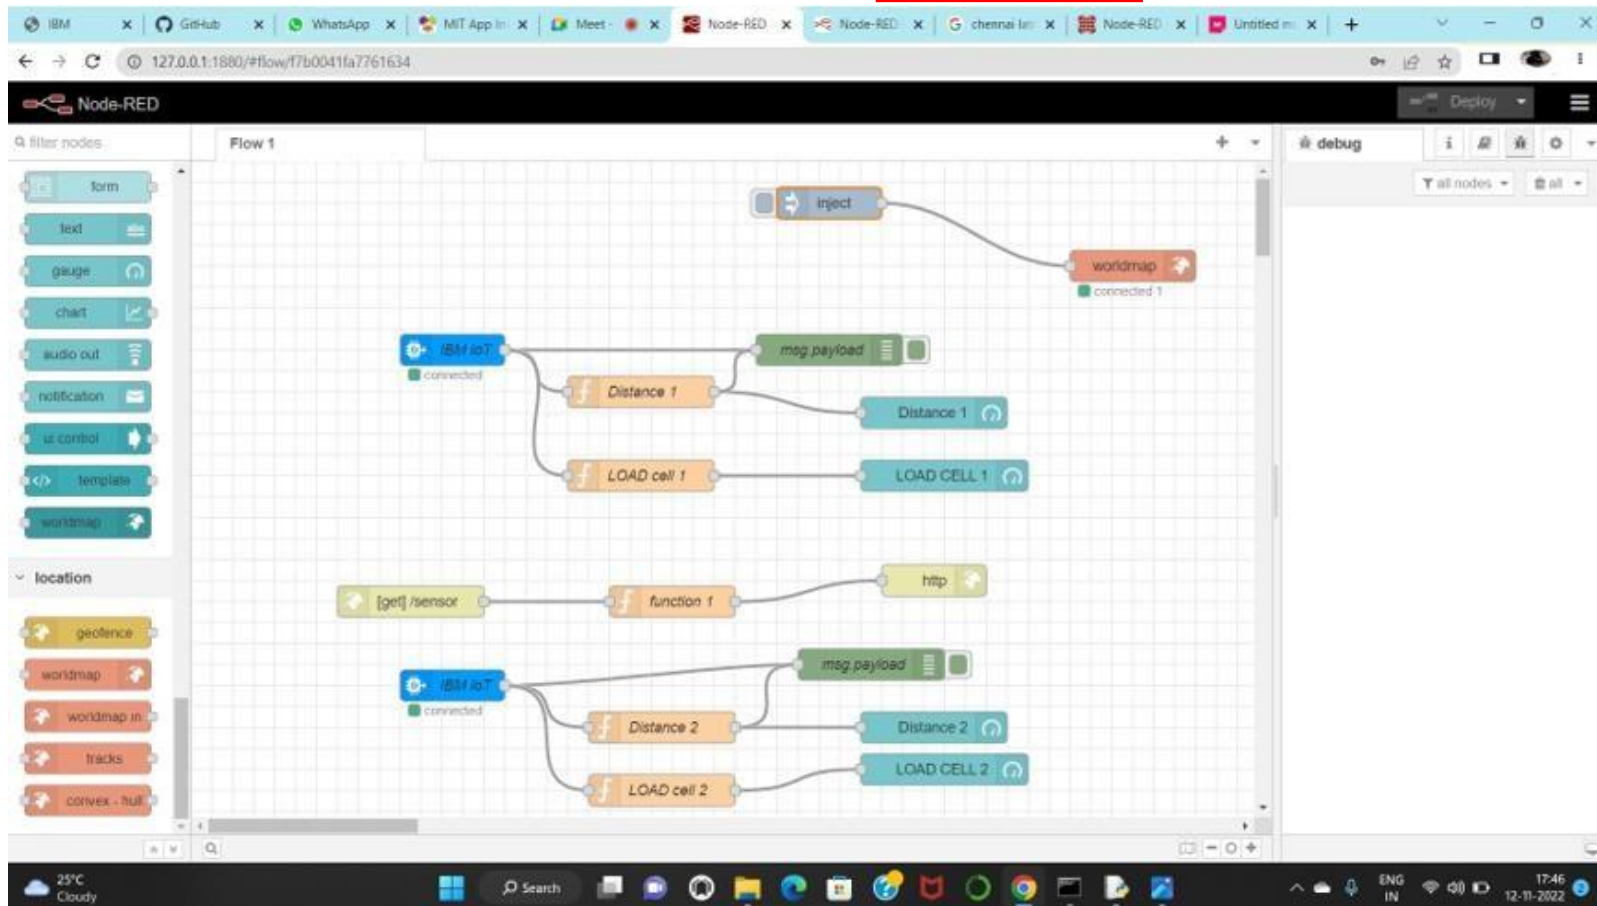 IBM
GitHub
WhatsApp
MIT App In
Meet -
Node-RED
Node-RED
chennai lat
Node-RED
Untitled m
127.0.0.1:1880/#flow/f7b0041fa7761634
Node-RED
Deploy
filter nodes
Flow 1
debug
all nodes
all
form
text
gauge
chart
audio out
notification
ui control
template
worldmap
location
geofence
worldmap
worldmap in
tracks
convex - hull
inject
worldmap
connected 1
IBM IoT
connected
msg.payload
Distance 1
Distance 1
LOAD cell 1
LOAD CELL 1
[get] /sensor
function 1
http
IBM IoT
connected
msg.payload
Distance 2
Distance 2
LOAD cell 2
LOAD CELL 2
25°C
Cloudy
Search
ENG
IN
17:46
12-11-2022